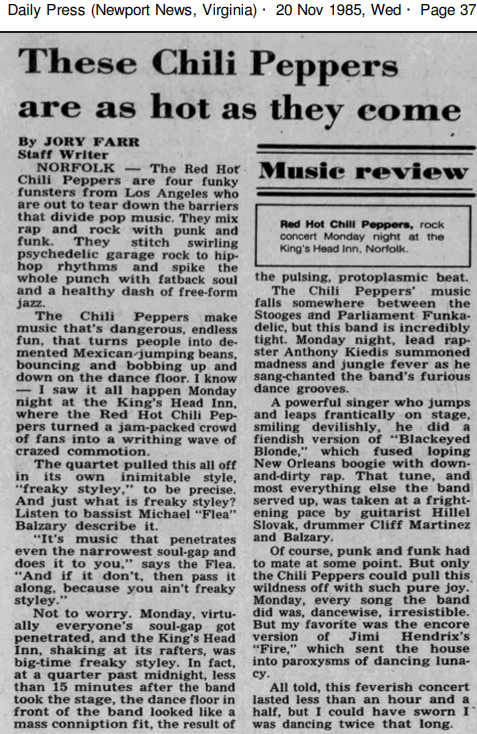 Daily Press (Newport News, Virginia) · 20 Nov 1985, Wed · Page 37
These Chili Peppers
are as hot as they come
By JORY FARR
Staff Writer
NORFOLK — The Red Hot
Chili Peppers are four funky
funsters from Los Angeles who
are out to tear down the barriers
that divide pop music. They mix
rap and rock with punk and
funk. They stitch swirling
psychedelic garage rock to hip-
hop rhythms and spike the
whole punch with fatback soul
and a healthy dash of free-form
jazz.
The Chili Peppers make
music that's dangerous, endless
fun, that turns people into de-
mented Mexican-jumping beans,
bouncing and bobbing up and
down on the dance floor. I know
— I saw it all happen Monday
night at the King's Head Inn,
where the Red Hot Chili Pep-
pers turned a jam-packed crowd
of fans into a writhing wave of
crazed commotion.
The quartet pulled this all off
in its own inimitable style,
"freaky styley," to be precise.
And just what is freaky styley?
Listen to bassist Michael "Flea"
Balzary describe it.
"It's music that penetrates
even the narrowest soul-gap and
does it to you," says the Flea.
"And if it don't, then pass it
along, because you ain't freaky
styley."
Not to worry. Monday, virtu-
ally everyone's soul-gap got
penetrated, and the King's Head
Inn, shaking at its rafters, was
big-time freaky styley. In fact,
at a quarter past midnight, less
than 15 minutes after the band
took the stage, the dance floor in
front of the band looked like a
mass conniption fit, the result of
Music review
Red Hot Chili Peppers, rock
concert Monday night at the
King's Head Inn, Norfolk.
the pulsing, protoplasmic beat.
The Chili Peppers' music
falls somewhere between the
Stooges and Parliament Funka-
delic, but this band is incredibly
tight. Monday night, lead rap-
ster Anthony Kiedis summoned
madness and jungle fever as he
sang-chanted the band's furious
dance grooves.
A powerful singer who jumps
and leaps frantically on stage,
smiling devilishly, he did a
fiendish version of "Blackeyed
Blonde," which fused loping
New Orleans boogie with down-
and-dirty rap. That tune, and
most everything else the band
served up, was taken at a fright-
ening pace by guitarist Hillel
Slovak, drummer Cliff Martinez
and Balzary.
Of course, punk and funk had
to mate at some point. But only
the Chili Peppers could pull this
wildness off with such pure joy.
Monday, every song the band
did was, dancewise, irresistible.
But my favorite was the encore
version of Jimi Hendrix's
"Fire," which sent the house
into paroxysms of dancing luna-
cy.
All told, this feverish concert
lasted less than an hour and a
half, but I could have sworn I
was dancing twice that long.